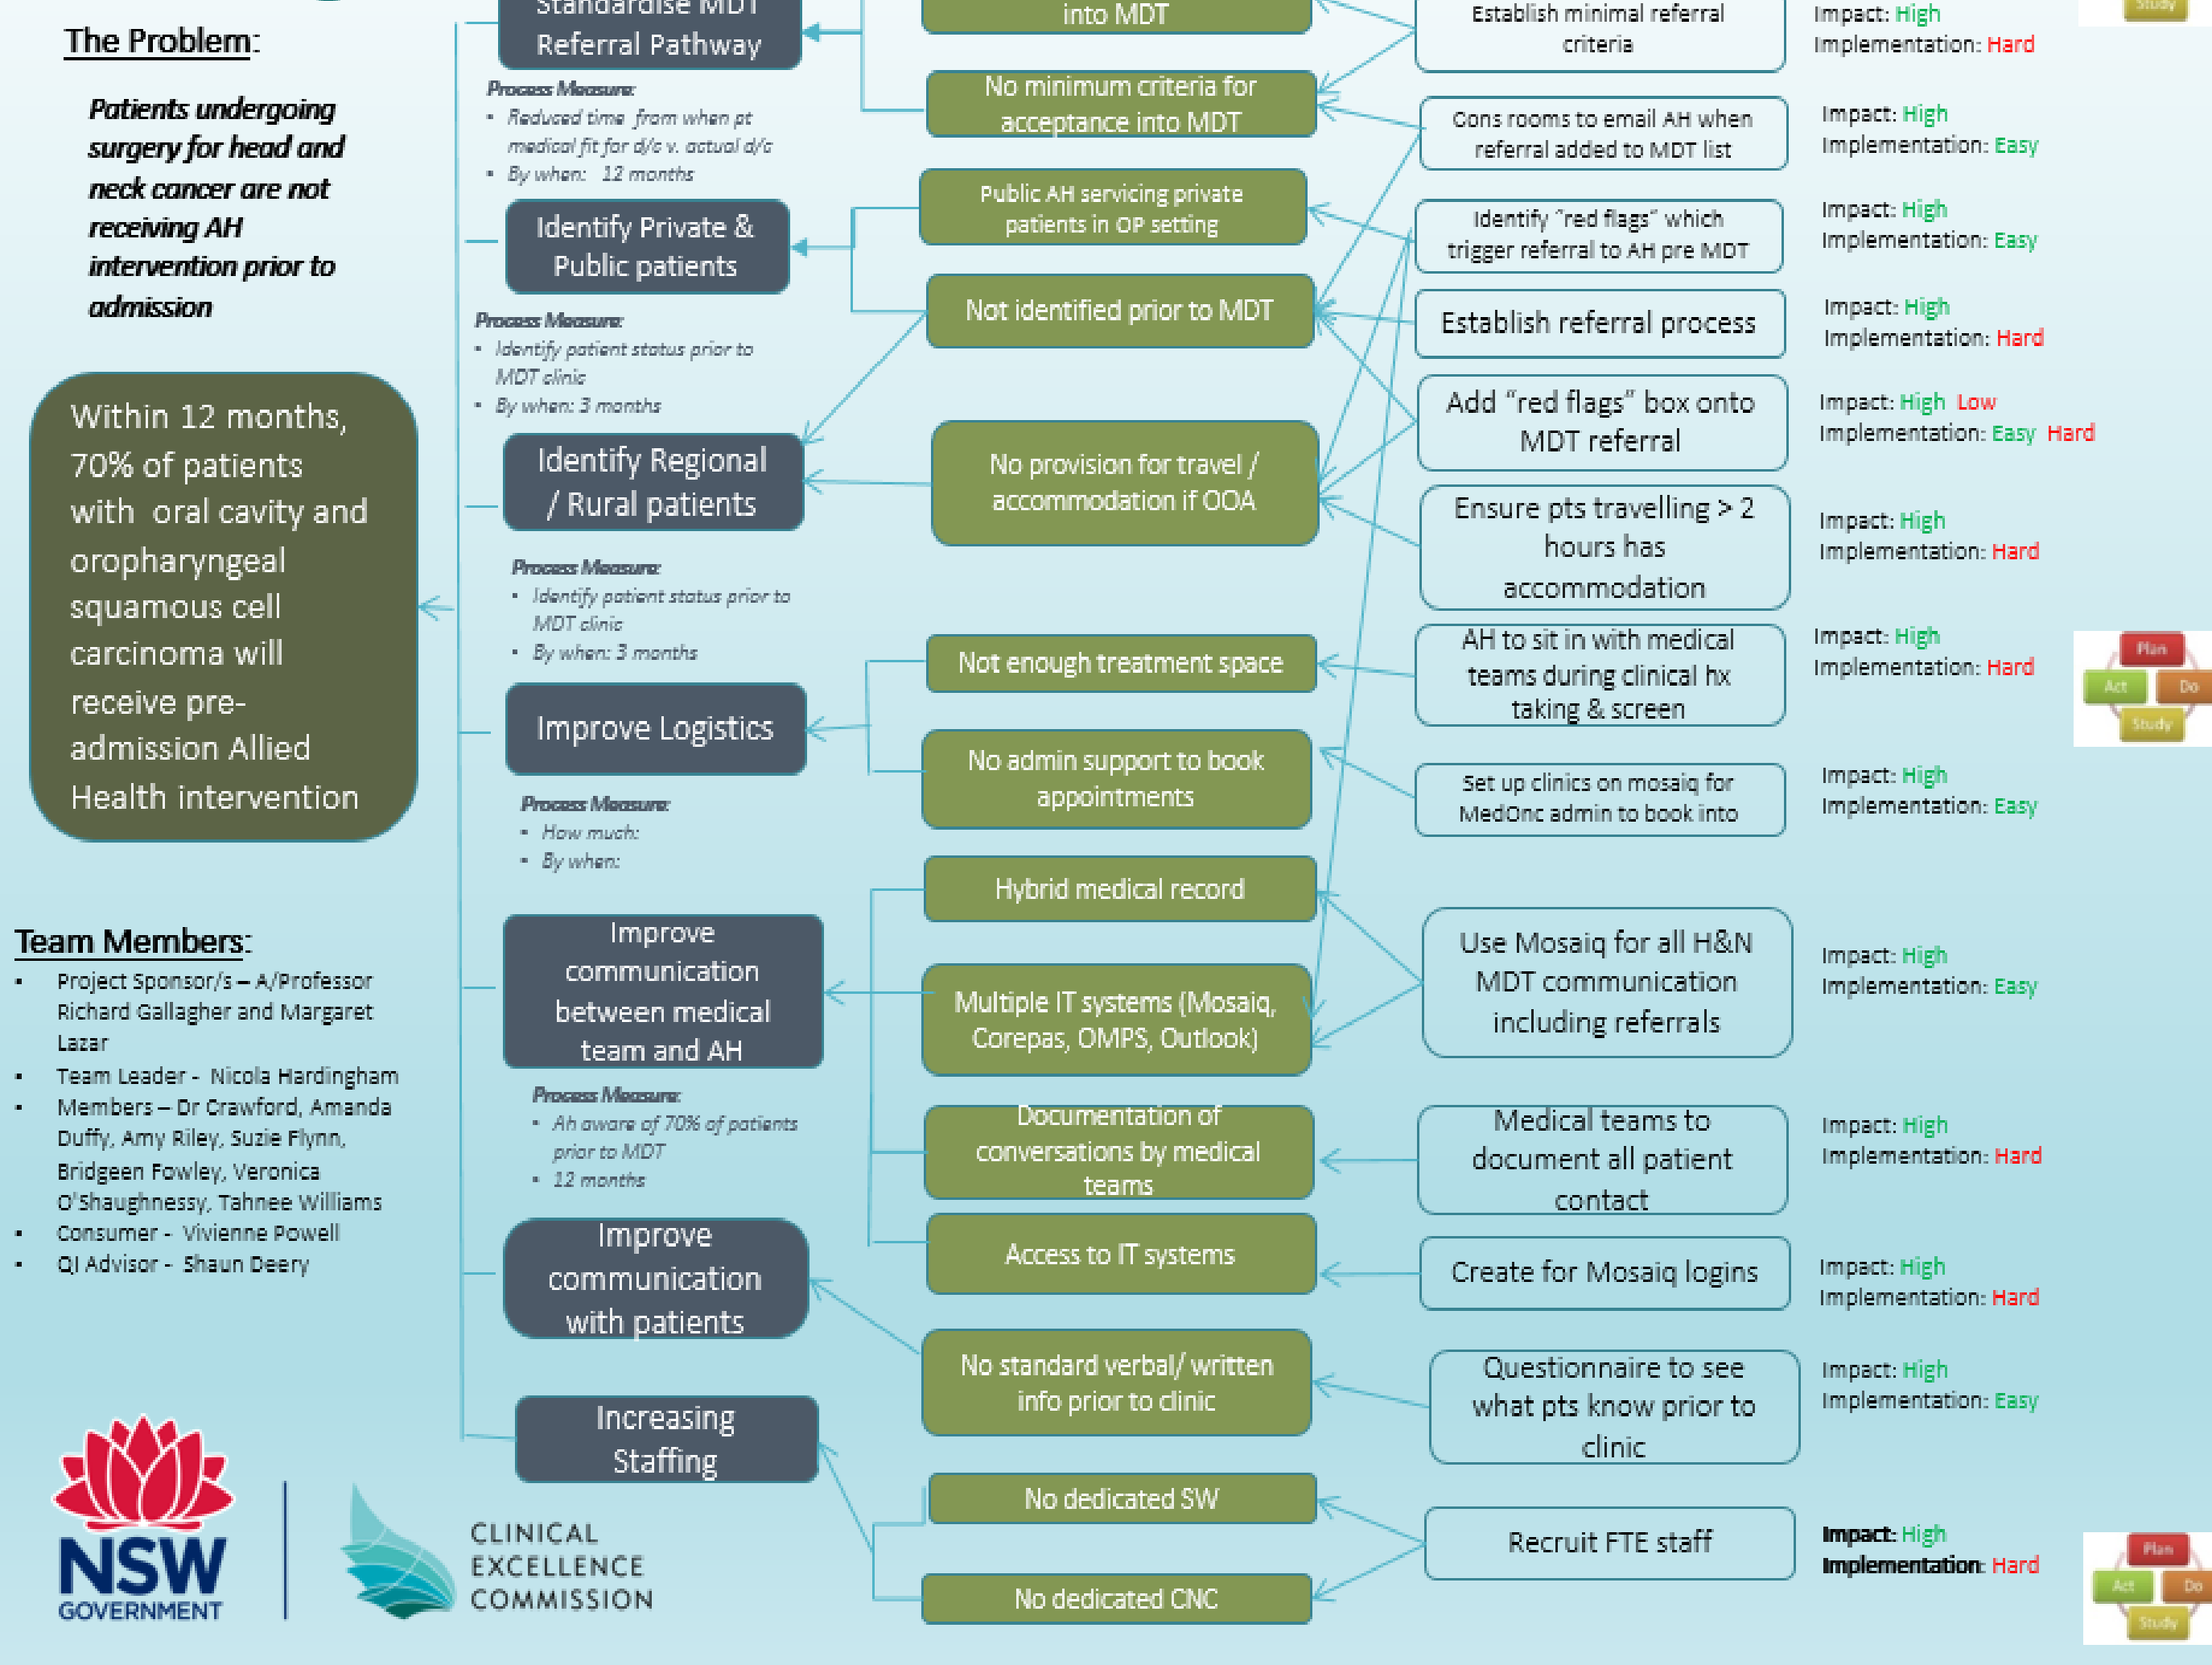 The Problem:
Patients undergoing
surgery for head and
neck cancer are not
receiving AH
intervention prior to
admission
Within 12 months,
70% of patients
with oral cavity and
oropharyngeal
squamous cell
carcinoma will
receive pre-
admission Allied
Health intervention
Team Members:
▪ Project Sponsor/s – A/Professor
Richard Gallagher and Margaret
Lazar
▪ Team Leader - Nicola Hardingham
▪ Members – Dr Crawford, Amanda
Duffy, Amy Riley, Suzie Flynn,
Bridgeen Fowley, Veronica
O'Shaughnessy, Tahnee Williams
▪ Consumer - Vivienne Powell
▪ QI Advisor - Shaun Deery
NSW
GOVERNMENT
CLINICAL
EXCELLENCE
COMMISSION
Standardise MDT
Referral Pathway
Process Measure:
▪ Reduced time from when pt
medical fit for d/c v. actual d/c
▪ By when: 12 months
Identify Private &
Public patients
Process Measure:
▪ Identify patient status prior to
MDT clinic
▪ By when: 3 months
Identify Regional
/ Rural patients
Process Measure:
▪ Identify patient status prior to
MDT clinic
▪ By when: 3 months
Improve Logistics
Process Measure:
▪ How much:
▪ By when:
Improve
communication
between medical
team and AH
Process Measure:
▪ Ah aware of 70% of patients
prior to MDT
▪ 12 months
Improve
communication
with patients
Increasing
Staffing
into MDT
No minimum criteria for
acceptance into MDT
Public AH servicing private
patients in OP setting
Not identified prior to MDT
No provision for travel /
accommodation if OOA
Not enough treatment space
No admin support to book
appointments
Hybrid medical record
Multiple IT systems (Mosaiq,
Corepas, OMPS, Outlook)
Documentation of
conversations by medical
teams
Access to IT systems
No standard verbal/ written
info prior to clinic
No dedicated SW
No dedicated CNC
Establish minimal referral
criteria
Cons rooms to email AH when
referral added to MDT list
Identify "red flags" which
trigger referral to AH pre MDT
Establish referral process
Add "red flags" box onto
MDT referral
Ensure pts travelling > 2
hours has
accommodation
AH to sit in with medical
teams during clinical hx
taking & screen
Set up clinics on mosaiq for
MedOnc admin to book into
Use Mosaiq for all H&N
MDT communication
including referrals
Medical teams to
document all patient
contact
Create for Mosaiq logins
Questionnaire to see
what pts know prior to
clinic
Recruit FTE staff
Impact: High
Implementation: Hard
Impact: High
Implementation: Easy
Impact: High
Implementation: Easy
Impact: High
Implementation: Hard
Impact: High Low
Implementation: Easy Hard
Impact: High
Implementation: Hard
Impact: High
Implementation: Hard
Impact: High
Implementation: Easy
Impact: High
Implementation: Easy
Impact: High
Implementation: Hard
Impact: High
Implementation: Hard
Impact: High
Implementation: Easy
Impact: High
Implementation: Hard
Study
Plan
Act Do
Study
Plan
Act Do
Study